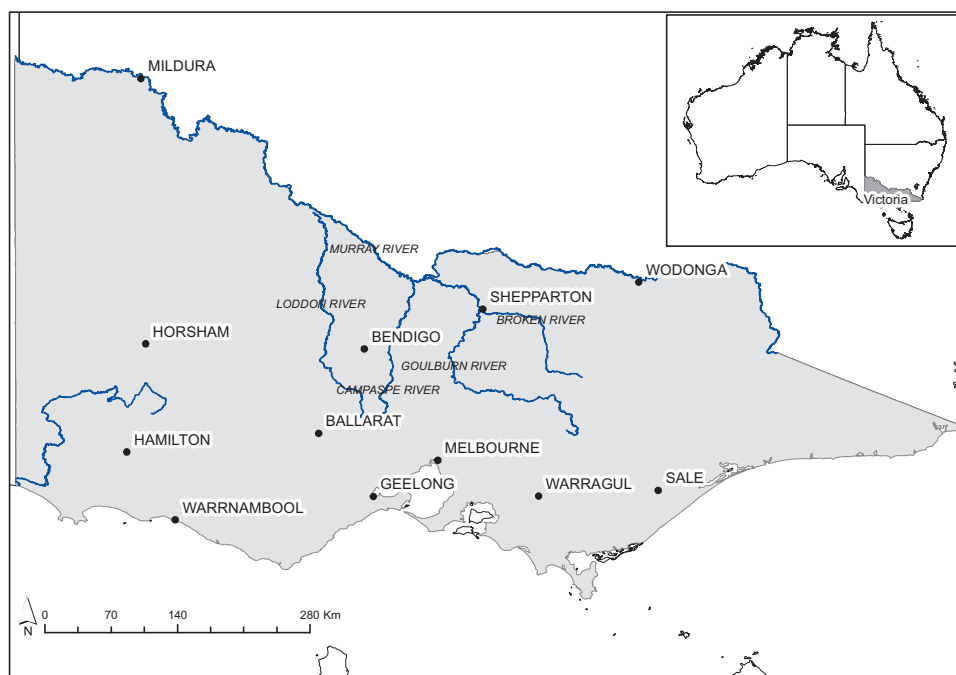 MILDURA
Victoria
MURRAY RIVER
WODONGA
SHEPPARTON
LODDON RIVER
BROKEN RIVER
HORSHAM
BENDIGO
GOULBURN RIVER
CAMPASPE RIVER
BALLARAT
HAMILTON
MELBOURNE
GEELONG
WARRAGUL
SALE
WARRNAMBOOL
N
0 70 140 280 Km